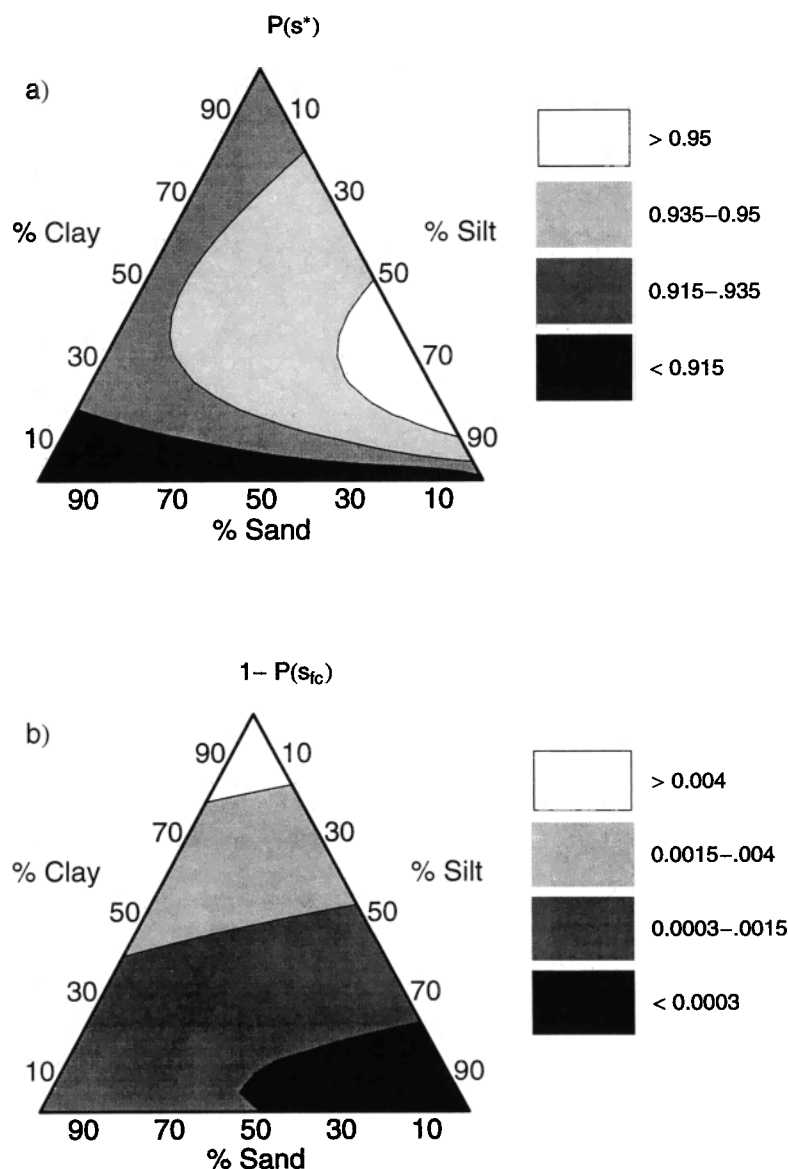 P(s*)
a)
90 10
> 0.95
70 30
0.935–0.95
% Clay % Silt
50 50
0.915–.935
30 70
< 0.915
10 90
90 70 50 30 10
% Sand
1– P(sfc)
b)
90 10
> 0.004
70 30
0.0015–.004
% Clay % Silt
50 50
0.0003–.0015
30 70
< 0.0003
10 90
90 70 50 30 10
% Sand